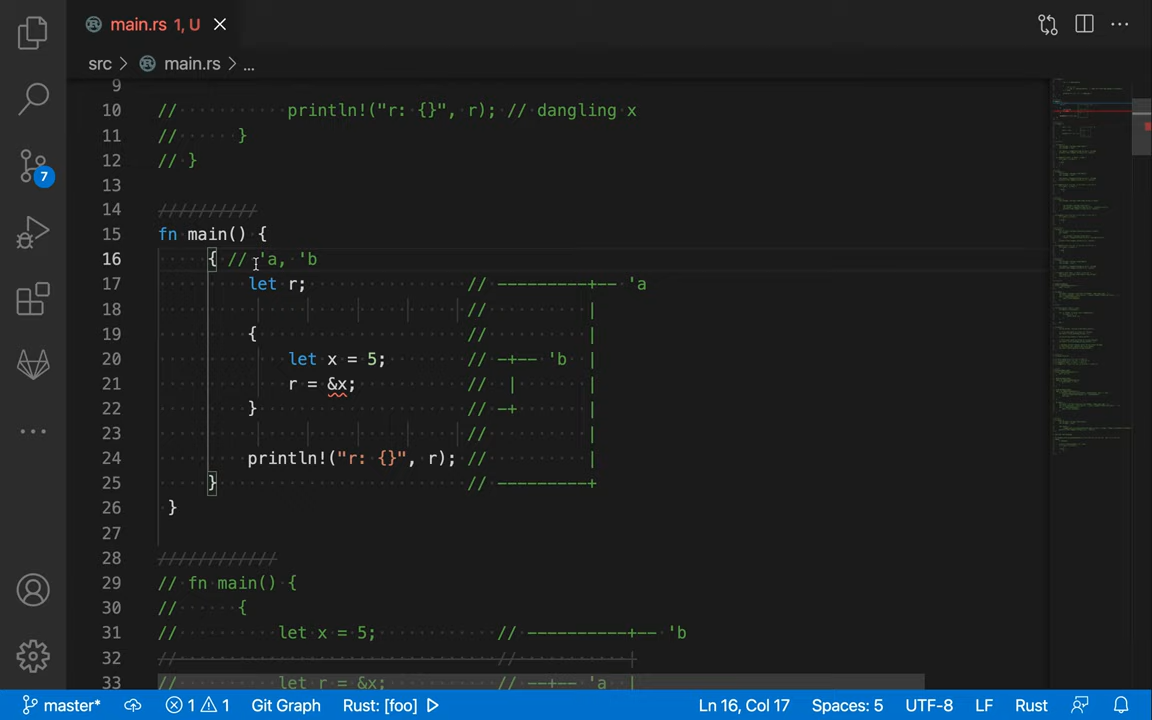 main.rs 1, U
src > main.rs > ...
9
10 // println!("r: {}", r); // dangling x
11 // }
12 // }
13
14 //////////
15 fn main() {
16 { // 'a, 'b
17 let r; // ---------+-- 'a
18 // |
19 { // |
20 let x = 5; // -+-- 'b |
21 r = &x; // | |
22 } // -+ |
23 // |
24 println!("r: {}", r); // |
25 } // ---------+
26 }
27
28 ////////////
29 // fn main() {
30 // {
31 // let x = 5; // ----------+-- 'b
32 // // |
33 // let r = &x; // --+-- 'a |
7
master* 1 1 Git Graph Rust: [foo] Ln 16, Col 17 Spaces: 5 UTF-8 LF Rust